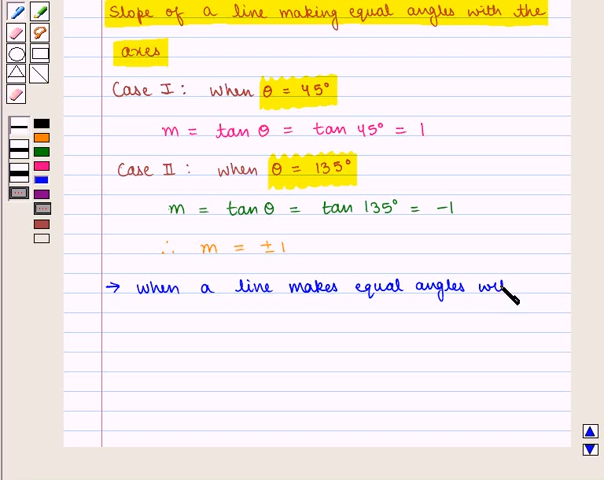 Slope of a line making equal angles with the
axes
Case I : when θ = 45°
m = tan θ = tan 45° = 1
Case II : when θ = 135°
m = tan θ = tan 135° = -1
∴ m = ± 1
→ when a line makes equal angles wi